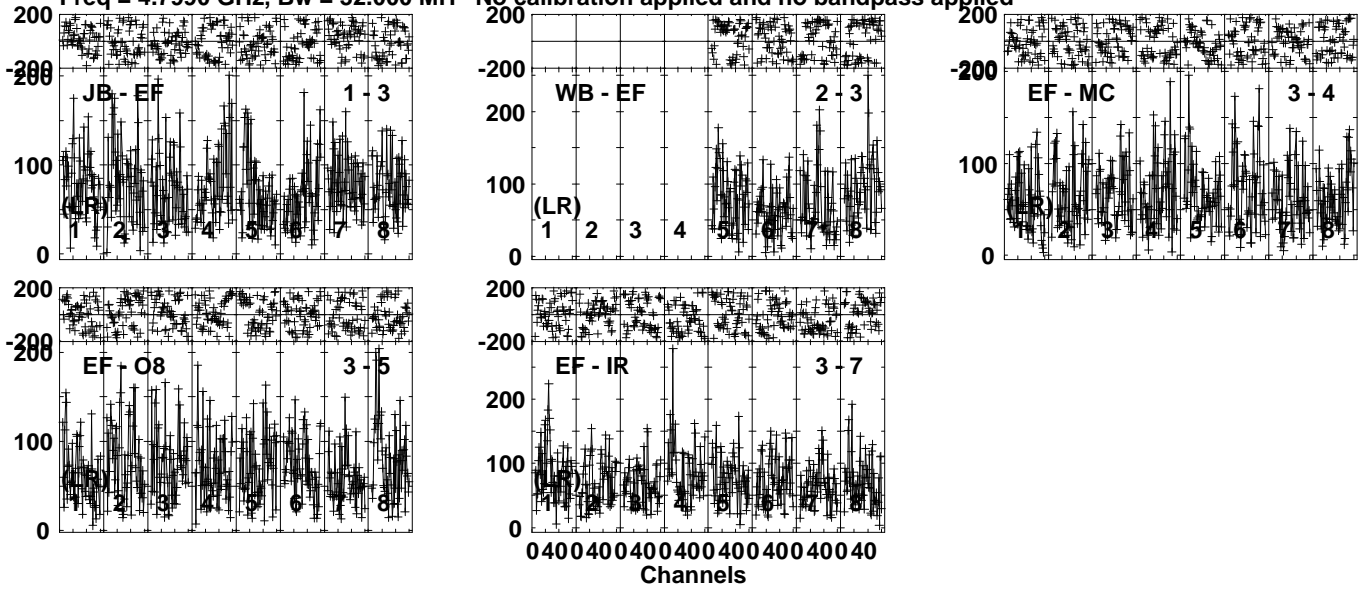 Freq = 4.7990 GHz, Bw = 32.000 MH No calibration applied and no bandpass applied
200 200 200
-200 -200 -200
200 200
JB - EF 1 - 3 WB - EF 2 - 3 EF - MC 3 - 4
200
100 100 100
(LR) (LR) (LR)
1 2 3 4 5 6 7 8 1 2 3 4 5 6 7 8 1 2 3 4 5 6 7 8
0 0 0
200 200
-200 -200
200
EF - O8 3 - 5 EF - IR 3 - 7
200
100 100
(LR) (LR)
1 2 3 4 5 6 7 8 1 2 3 4 5 6 7 8
0 0
0 40 0 40 0 40 0 40 0 40 0 40 0 40 0 40
Channels